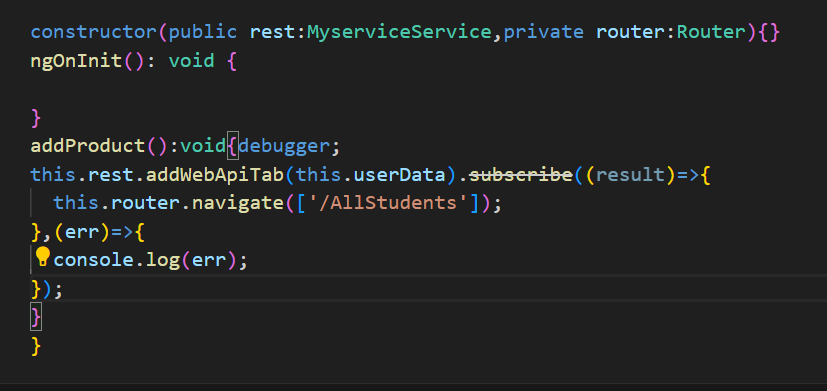 constructor(public rest:MyserviceService,private router:Router){}
ngOnInit(): void {
}
addProduct():void{debugger;
this.rest.addWebApiTab(this.userData).subscribe((result)=>{
this.router.navigate(['/AllStudents']);
},(err)=>{
console.log(err);
});
}
}